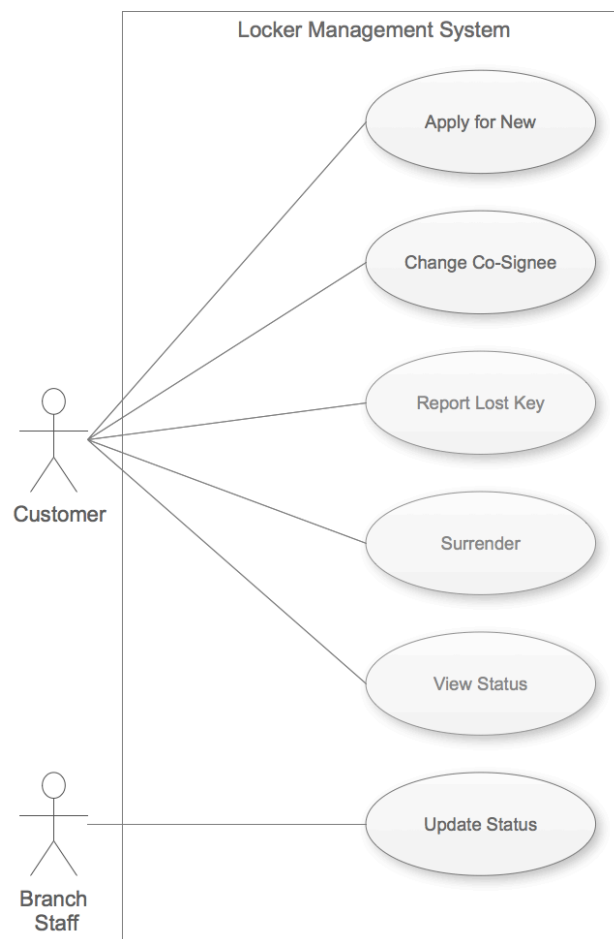 Locker Management System
Apply for New
Change Co-Signee
Report Lost Key
Customer
Surrender
View Status
Update Status
Branch
Staff